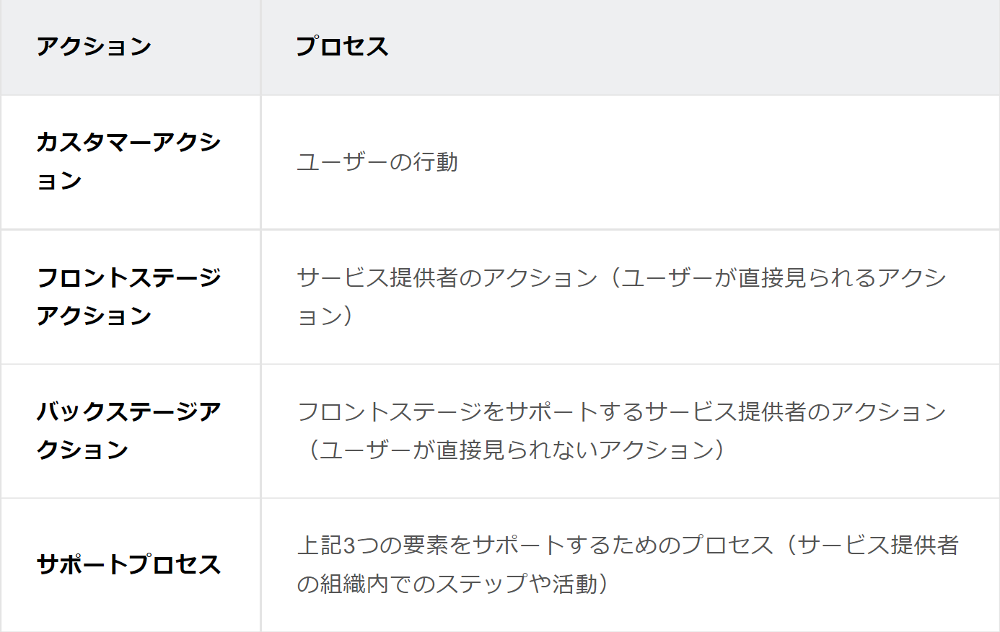 アクション
プロセス
カスタマーアクシ
ョン
ユーザーの行動
フロントステージ
アクション
サービス提供者のアクション（ユーザーが直接見られるアクシ
ョン）
バックステージア
クション
フロントステージをサポートするサービス提供者のアクション
（ユーザーが直接見られないアクション）
サポートプロセス
上記3つの要素をサポートするためのプロセス（サービス提供者
の組織内でのステップや活動）